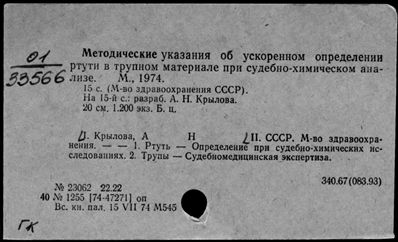 01
33566
Методические указания об ускоренном определении
ртути в трупном материале при судебно-химическом ана-
лизе. М., 1974.
15 с. (М-во здравоохранения СССР).
На 15-й с.: разраб. А. Н. Крылова.
20 см. 1.200 экз. Б. ц.
I. Крылова, А Н II. СССР. М-во здравоохра-
нения. — — 1. Ртуть — Определение при судебно-химических ис-
следованиях. 2. Трупы — Судебномедицинская экспертиза.
340.67(083.93)
№ 23062 22.22
40 № 1255 [74-47271] оп
Вс. кн. пал. 15 VII 74 М545
ГК